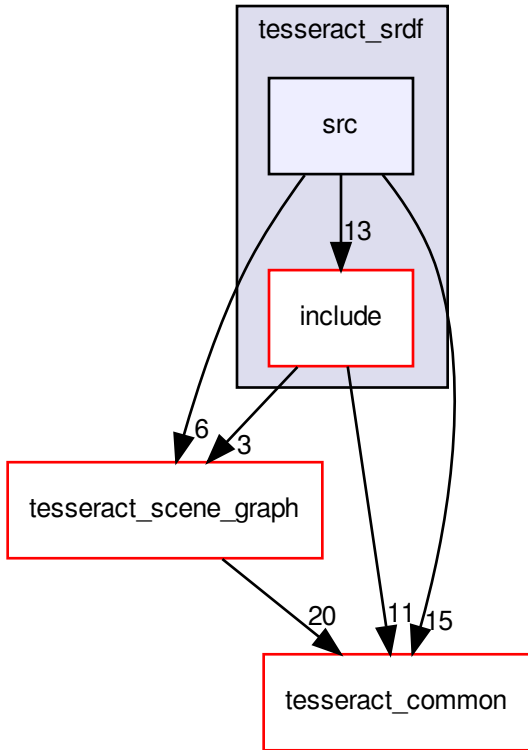 tesseract_srdf
src
13
include
6
3
tesseract_scene_graph
20
11
15
tesseract_common